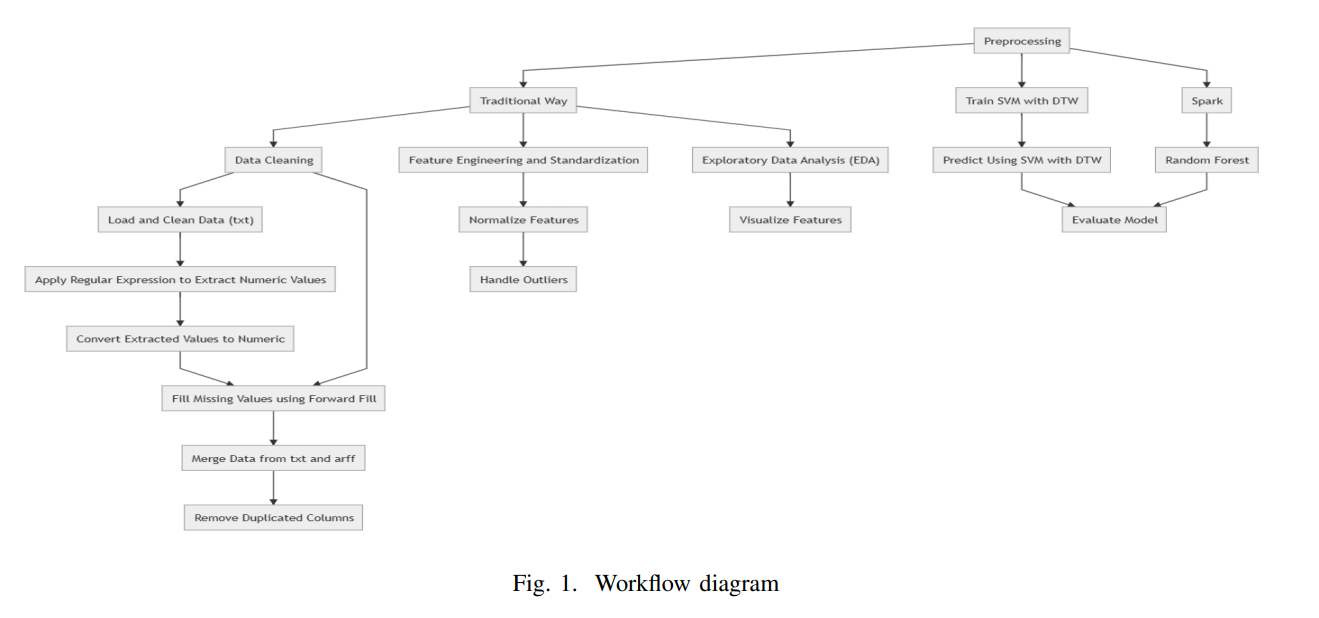 Preprocessing
Traditional Way
Train SVM with DTW
Spark
Data Cleaning
Feature Engineering and Standardization
Exploratory Data Analysis (EDA)
Predict Using SVM with DTW
Random Forest
Load and Clean Data (txt)
Normalize Features
Visualize Features
Evaluate Model
Apply Regular Expression to Extract Numeric Values
Handle Outliers
Convert Extracted Values to Numeric
Fill Missing Values using Forward Fill
Merge Data from txt and arff
Remove Duplicated Columns
Fig. 1. Workflow diagram